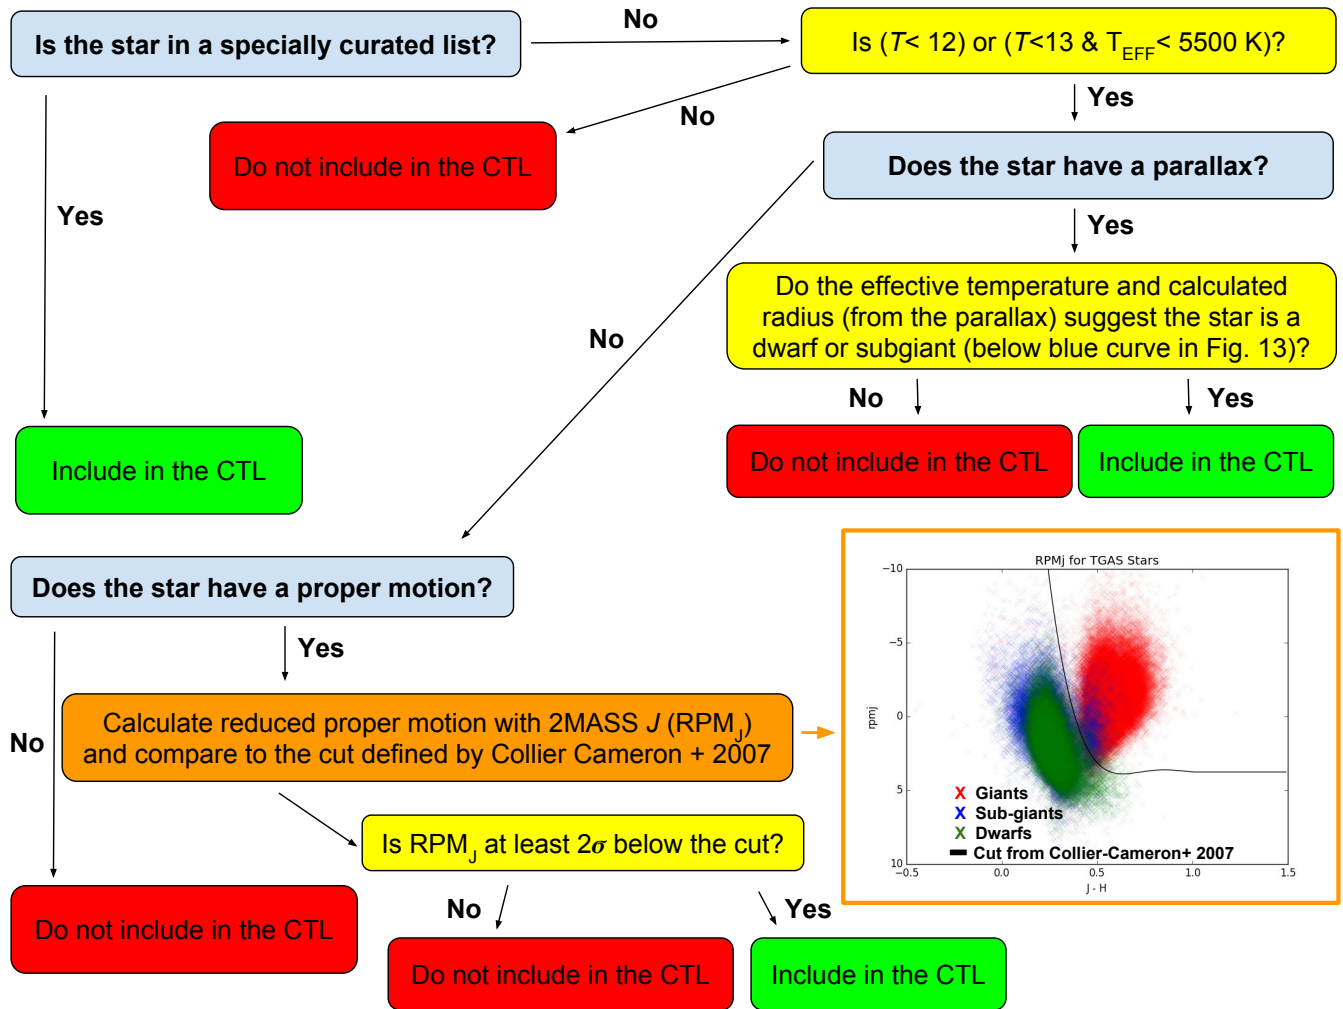 Is the star in a specially curated list?
No
Is (T< 12) or (T<13 & T_EFF< 5500 K)?
No
Yes
Do not include in the CTL
Does the star have a parallax?
Yes
Yes
Do the effective temperature and calculated
radius (from the parallax) suggest the star is a
dwarf or subgiant (below blue curve in Fig. 13)?
No
No
Yes
Include in the CTL
Do not include in the CTL
Include in the CTL
Does the star have a proper motion?
Yes
No
Calculate reduced proper motion with 2MASS J (RPM_J)
and compare to the cut defined by Collier Cameron + 2007
Is RPM_J at least 2σ below the cut?
No
Yes
Do not include in the CTL
Do not include in the CTL
Include in the CTL
RPMj for TGAS Stars
−10
−5
0
5
10
rpmj
X Giants
X Sub-giants
X Dwarfs
Cut from Collier-Cameron+ 2007
−0.5 0.0 0.5 1.0 1.5
J - H